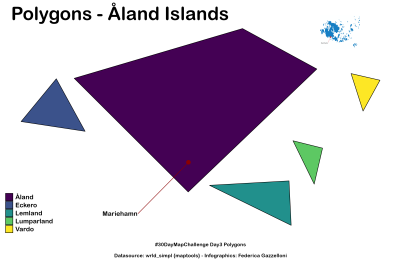 Polygons - Åland Islands
Mariehamn
Åland
Eckero
Lemland
Lumparland
Vardo
#30DayMapChallenge Day3 Polygons
Datasource: wrld_simpl {maptools} - Infographics: Federica Gazzelloni